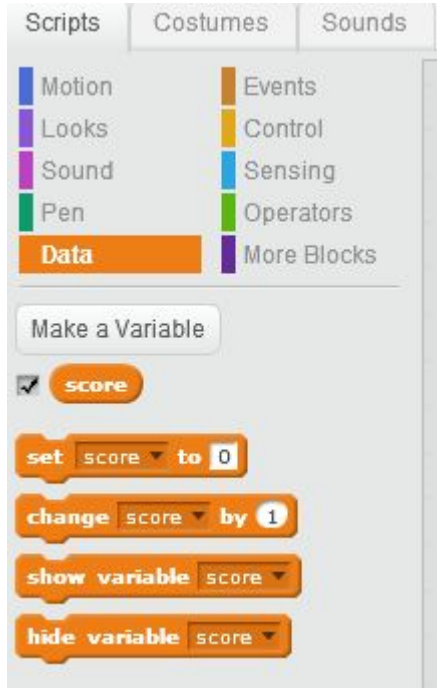 Scripts Costumes Sounds
Motion Events
Looks Control
Sound Sensing
Pen Operators
Data More Blocks
Make a Variable
score
set score to 0
change score by 1
show variable score
hide variable score